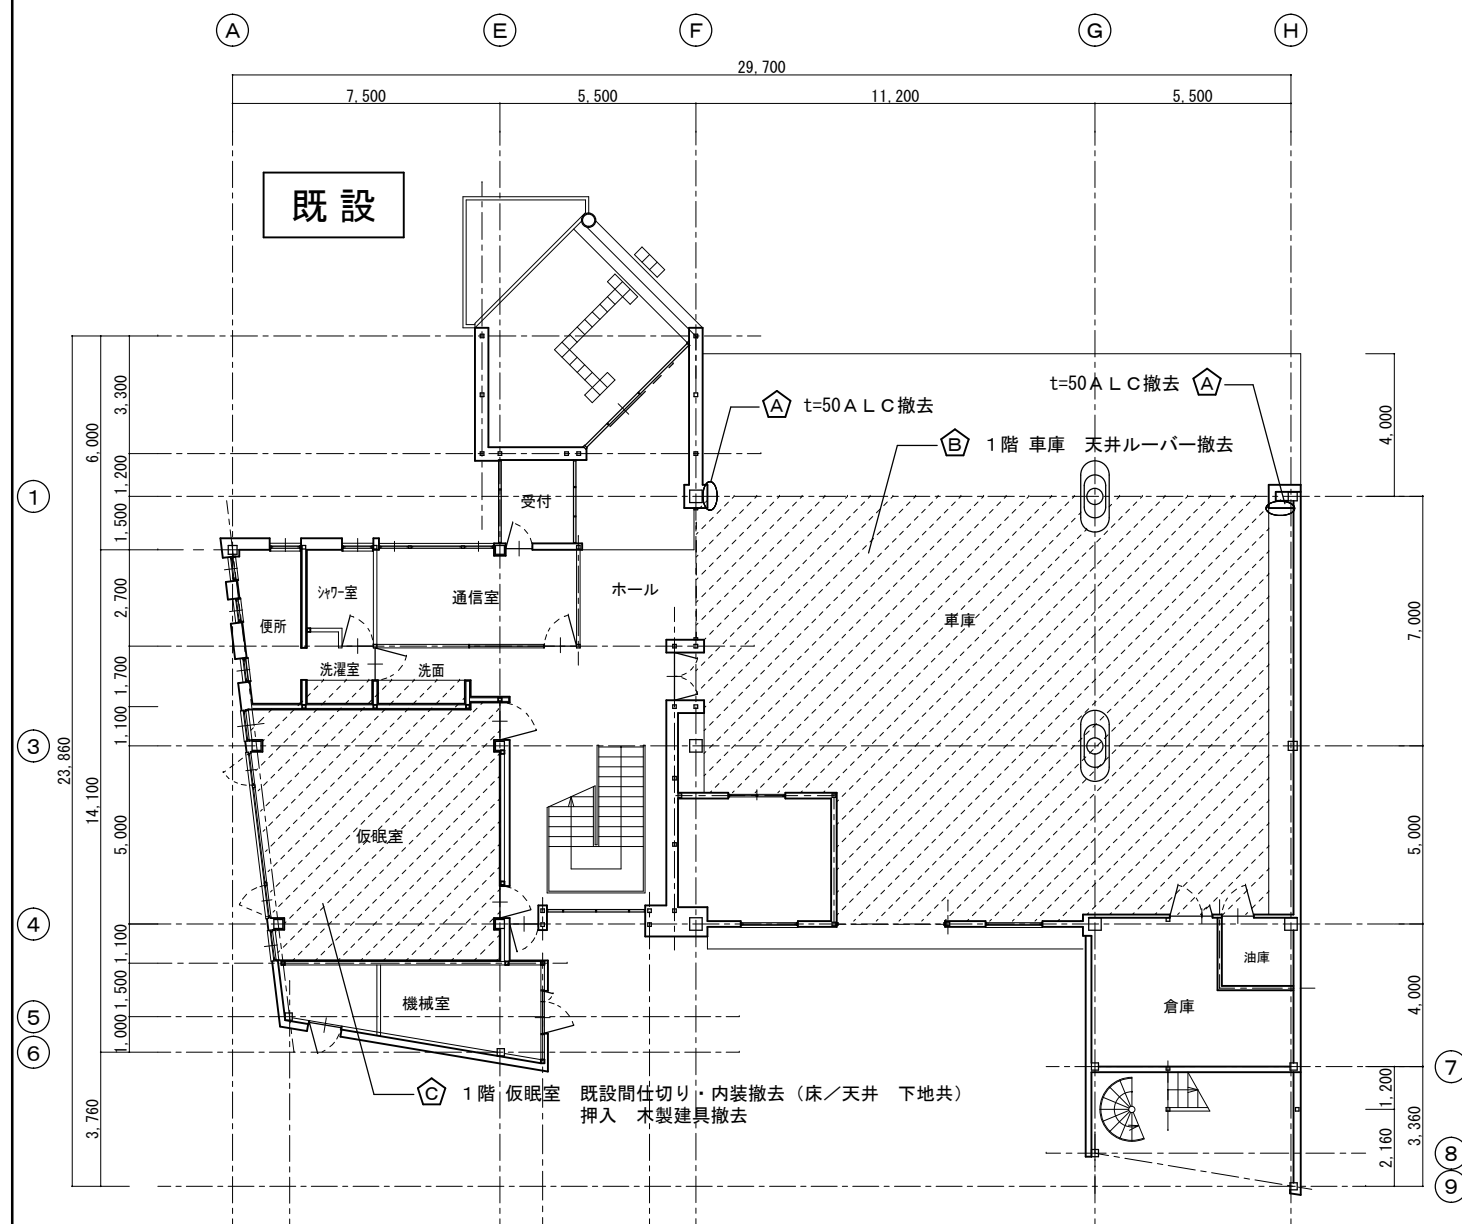 A E F G H
29,700
7,500 5,500 11,200 5,500
既設
t=50ALC撤去 A
A t=50ALC撤去
B 1階 車庫 天井ルーバー撤去
3,300
6,000
1,200
4,000
1
1,500
受付
2,700
シャワー室
通信室
ホール
車庫
便所
7,000
1,700
洗濯室
洗面
1,100
3
23,860
14,100
5,000
仮眠室
5,000
4
1,100
油庫
1,500
機械室
倉庫
4,000
5
1,000
6
7
C 1階 仮眠室 既設間仕切り・内装撤去(床/天井 下地共)
押入 木製建具撤去
1,200
3,760
3,360
2,160
8
9